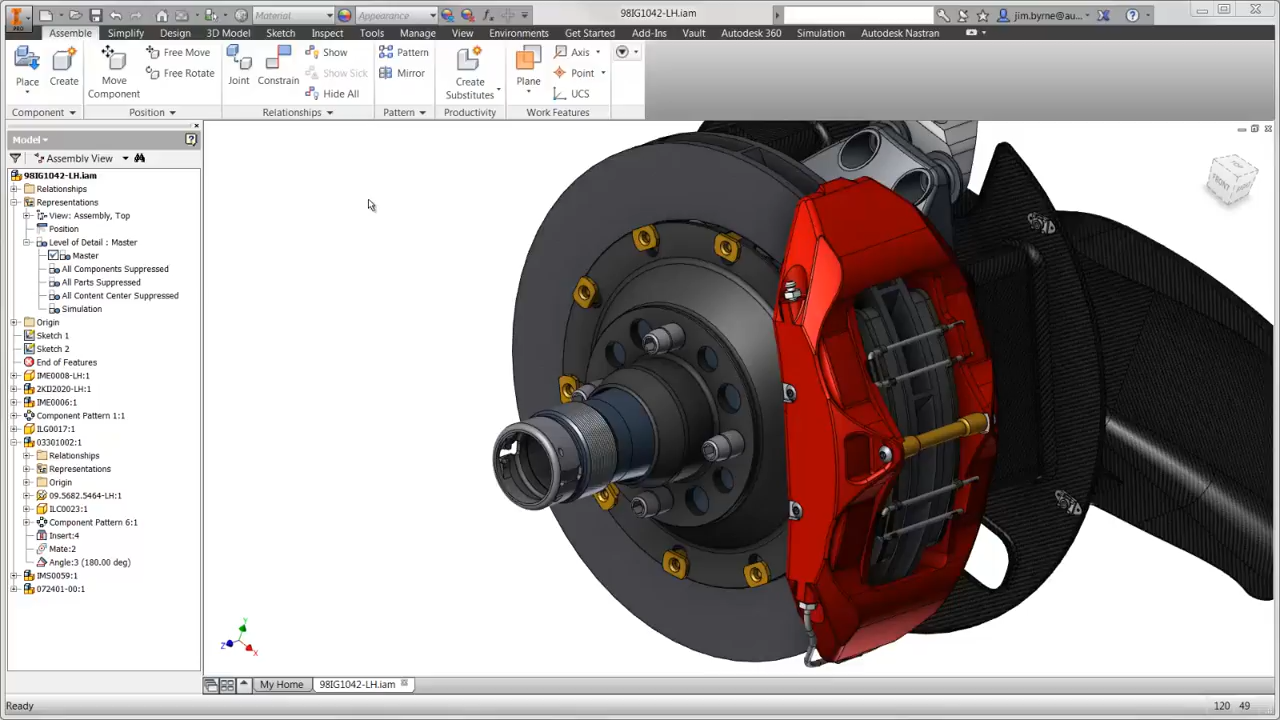 Material
Appearance
98IG1042-LH.iam
jim.byrne@au...
PRO
Assemble Simplify Design 3D Model Sketch Inspect Tools Manage View Environments Get Started Add-Ins Vault Autodesk 360 Simulation Autodesk Nastran
Free Move Show Pattern Axis
Free Rotate Show Sick Mirror Point
Place Create Move Component Joint Constrain Create Substitutes Plane
Hide All UCS
Component Position Relationships Pattern Productivity Work Features
Model
Assembly View
98IG1042-LH.iam
Relationships
Representations
View: Assembly, Top
Position
Level of Detail : Master
Master
All Components Suppressed
All Parts Suppressed
All Content Center Suppressed
Simulation
Origin
Sketch 1
Sketch 2
End of Features
IME0008-LH:1
2KD2020-LH:1
IME0006:1
Component Pattern 1:1
ILG0017:1
03301002:1
Relationships
Representations
Origin
09.5682.5464-LH:1
ILC0023:1
Component Pattern 6:1
Insert:4
Mate:2
Angle:3 (180.00 deg)
IMS0059:1
072401-00:1
FRONT
Y
Z
X
My Home 98IG1042-LH.iam
Ready 120 49